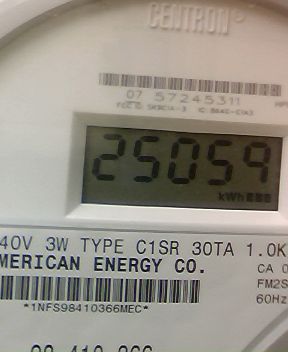 CENTRON®
07 57245311
25059
kWh
40V 3W TYPE C1SR 30TA 1.0K
MERICAN ENERGY CO.
CA 0
FM2S
60Hz
*1NFS98410366MEC*